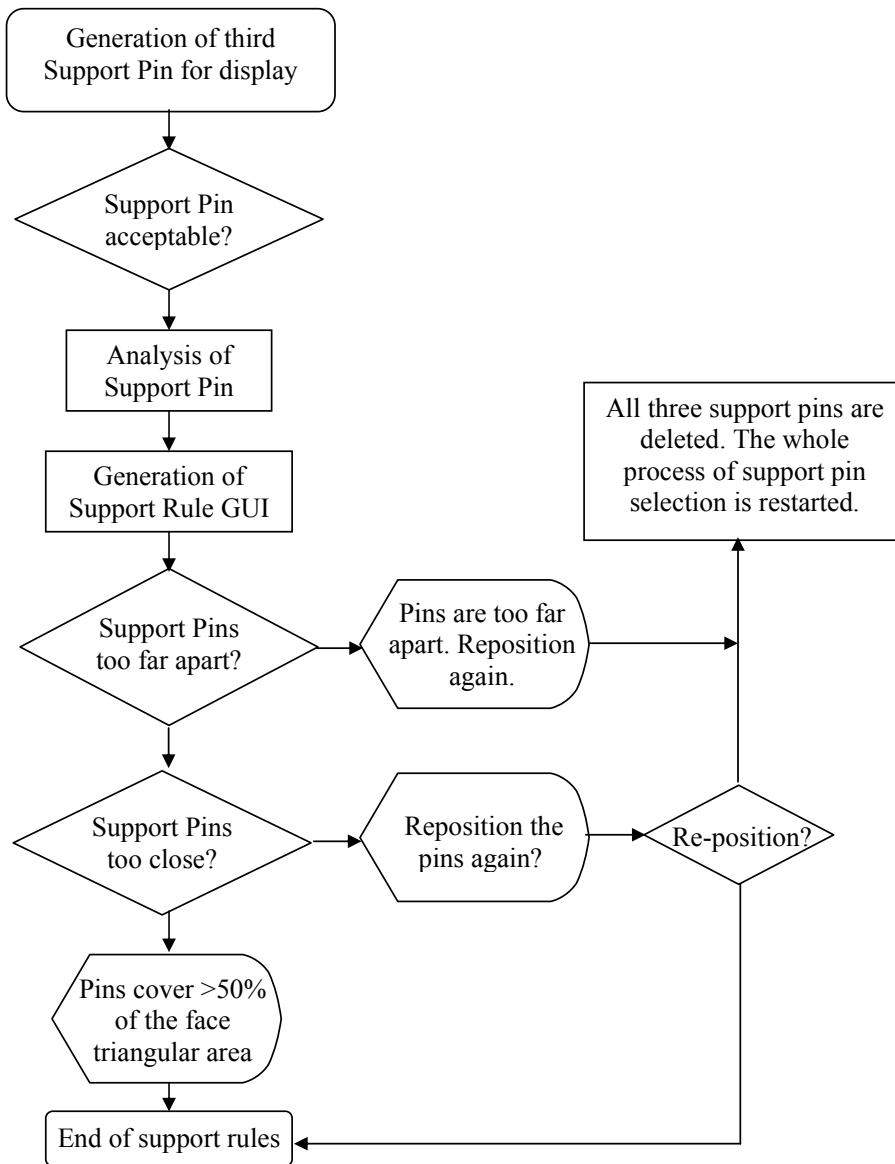 Generation of third
Support Pin for display
Support Pin
acceptable?
Analysis of
Support Pin
All three support pins are
deleted. The whole
process of support pin
selection is restarted.
Generation of
Support Rule GUI
Support Pins
too far apart?
Pins are too far
apart. Reposition
again.
Support Pins
too close?
Reposition the
pins again?
Re-position?
Pins cover >50%
of the face
triangular area
End of support rules